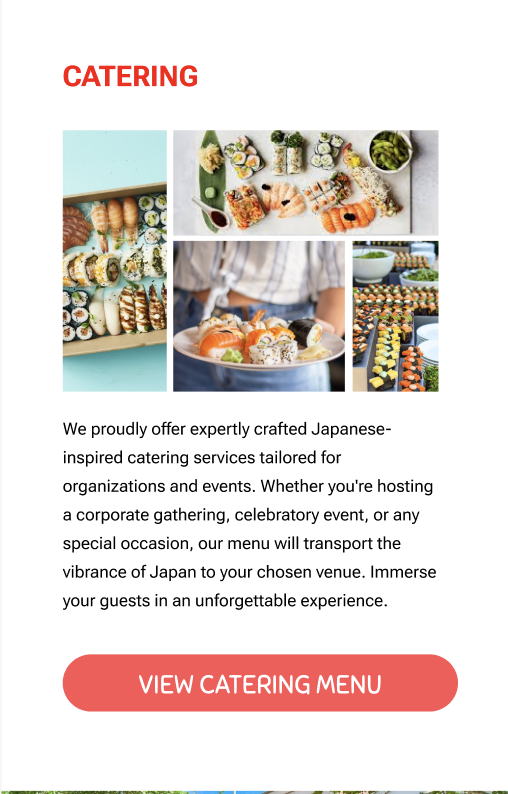 CATERING
We proudly offer expertly crafted Japanese-
inspired catering services tailored for
organizations and events. Whether you're hosting
a corporate gathering, celebratory event, or any
special occasion, our menu will transport the
vibrance of Japan to your chosen venue. Immerse
your guests in an unforgettable experience.
VIEW CATERING MENU